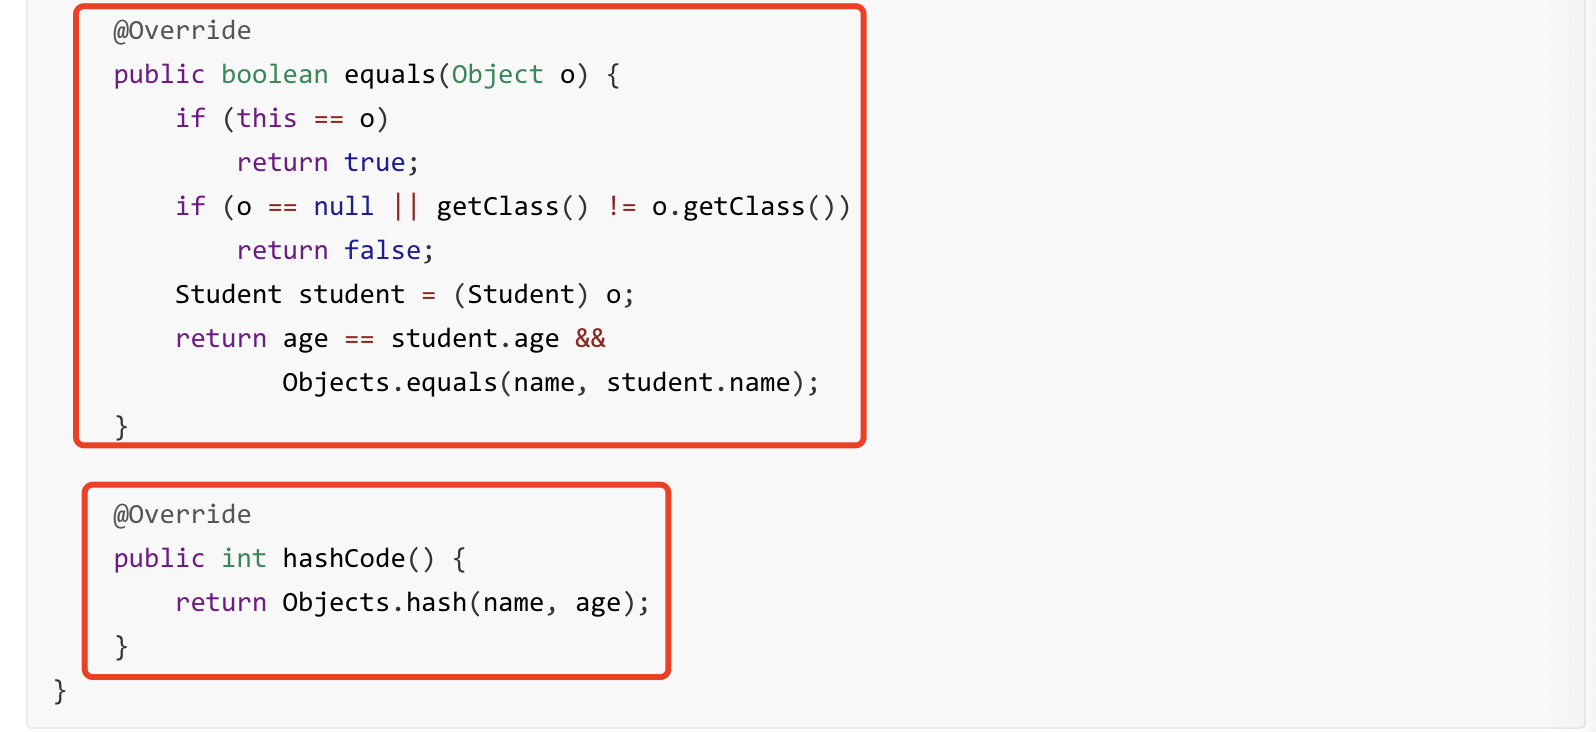 @Override
public boolean equals(Object o) {
if (this == o)
return true;
if (o == null || getClass() != o.getClass())
return false;
Student student = (Student) o;
return age == student.age &&
Objects.equals(name, student.name);
}
@Override
public int hashCode() {
return Objects.hash(name, age);
}
}